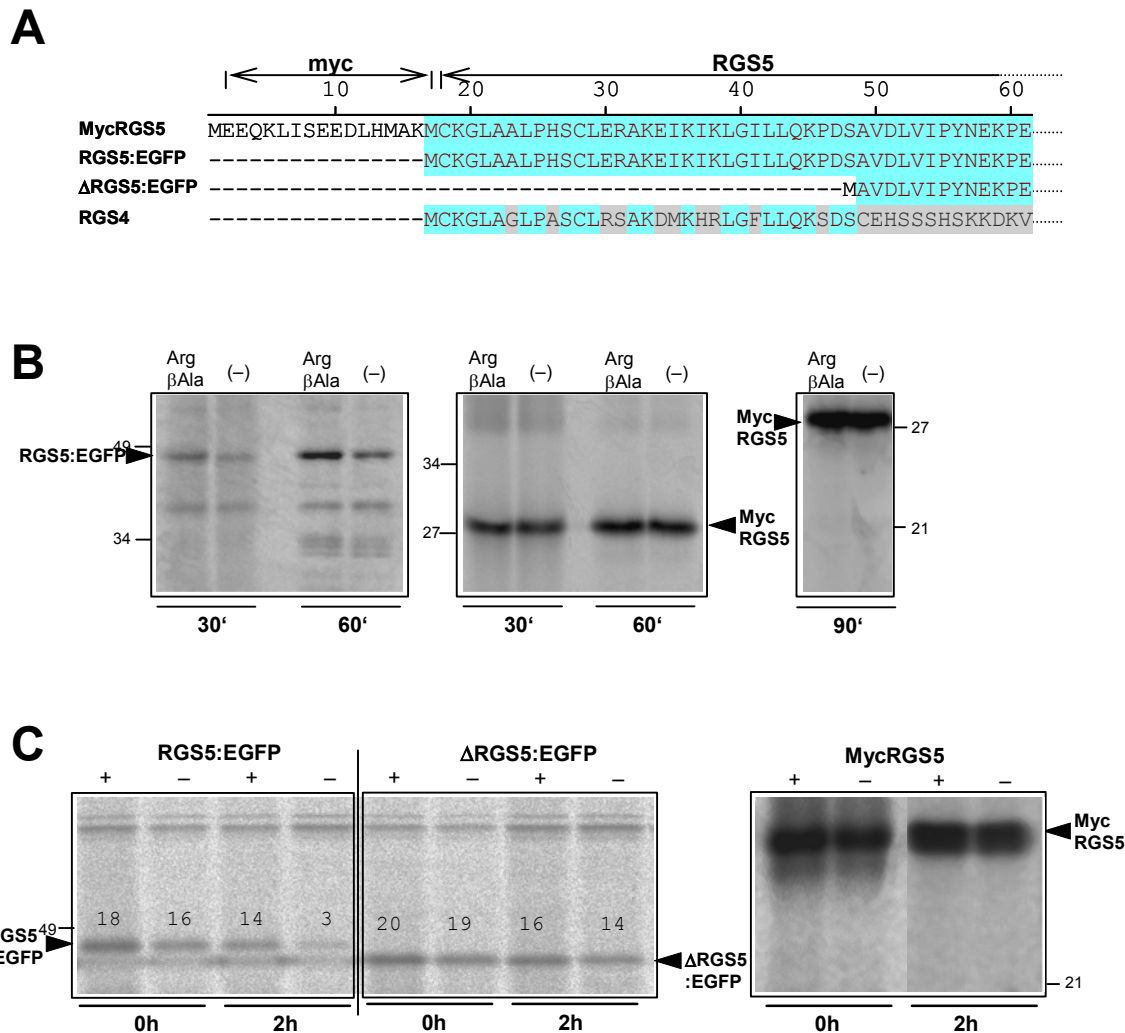 A
myc RGS5
10 20 30 40 50 60
MycRGS5 MEEQKLISEEDLHMAKMCKGLAALPHSCLERAKEIKIKLGILLQKPDSAVDLVIPYNEKPE
RGS5:EGFP ----------------MCKGLAALPHSCLERAKEIKIKLGILLQKPDSAVDLVIPYNEKPE
ΔRGS5:EGFP -----------------------------------------------MAVDLVIPYNEKPE
RGS4 ----------------MCKGLAGLPASCLRSAKDMKHRLGFLLQKSDSCEHSSSHSKKDKV
B
Arg βAla (–) Arg βAla (–) Arg βAla (–) Arg βAla (–) Arg βAla (–)
RGS5:EGFP 49
34
34
27
Myc RGS5
Myc RGS5
27
21
30‘ 60‘ 30‘ 60‘ 90‘
C
RGS5:EGFP ΔRGS5:EGFP MycRGS5
+ – + – + – + – + – + –
18 16 14 3 20 19 16 14
49
GS5
EGFP
ΔRGS5
:EGFP
Myc
RGS5
21
0h 2h 0h 2h 0h 2h